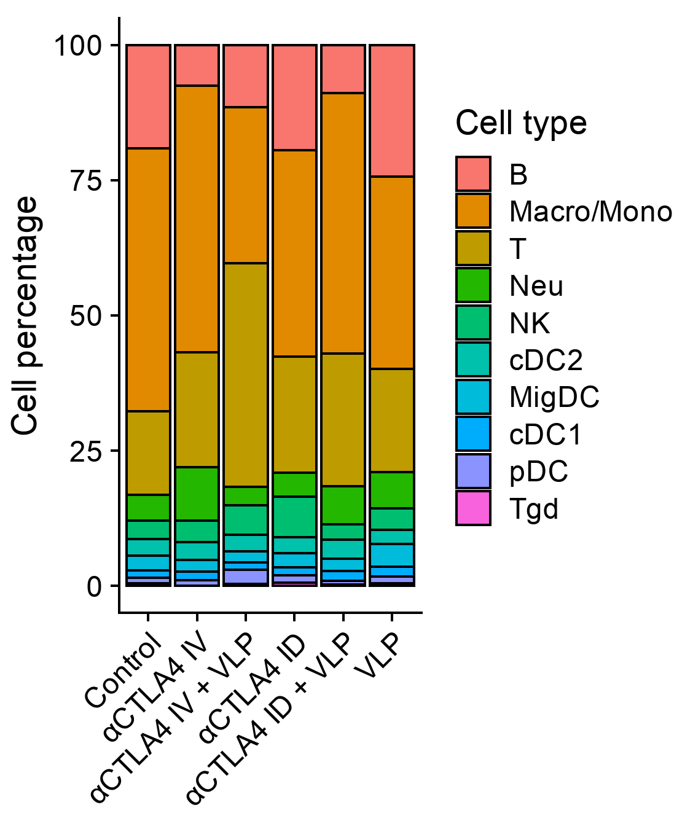 100
75
50
25
0
Cell percentage
Control
αCTLA4 IV
αCTLA4 IV + VLP
αCTLA4 ID
αCTLA4 ID + VLP
VLP
Cell type
B
Macro/Mono
T
Neu
NK
cDC2
MigDC
cDC1
pDC
Tgd